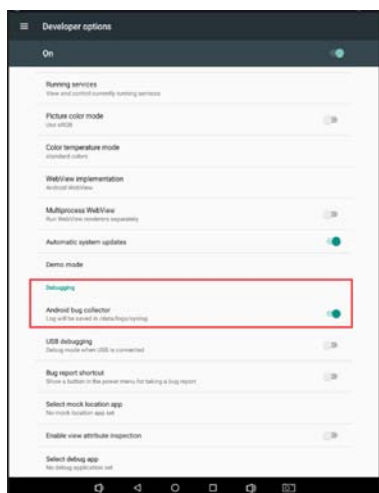 Developer options
On
Running services
View and control currently running services
Picture color mode
Use sRGB
Color temperature mode
standard colors
WebView implementation
Android WebView
Multiprocess WebView
Run WebView renderers separately
Automatic system updates
Demo mode
Debugging
Android bug collector
Log will be saved in /data/logs/syslog
USB debugging
Debug mode when USB is connected
Bug report shortcut
Show a button in the power menu for taking a bug report
Select mock location app
No mock location app set
Enable view attribute inspection
Select debug app
No debug application set